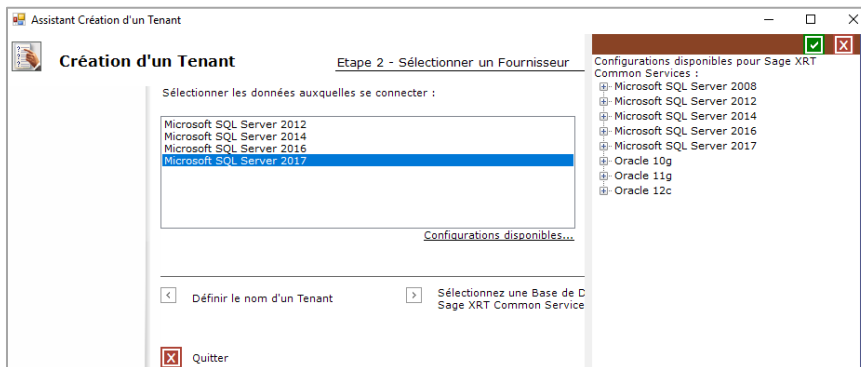 Assistant Création d'un Tenant
Création d'un Tenant
Etape 2 - Sélectionner un Fournisseur
Sélectionner les données auxquelles se connecter :
Microsoft SQL Server 2012
Microsoft SQL Server 2014
Microsoft SQL Server 2016
Microsoft SQL Server 2017
Configurations disponibles...
Définir le nom d'un Tenant
Sélectionnez une Base de D
Sage XRT Common Service
Quitter
Configurations disponibles pour Sage XRT
Common Services :
Microsoft SQL Server 2008
Microsoft SQL Server 2012
Microsoft SQL Server 2014
Microsoft SQL Server 2016
Microsoft SQL Server 2017
Oracle 10g
Oracle 11g
Oracle 12c